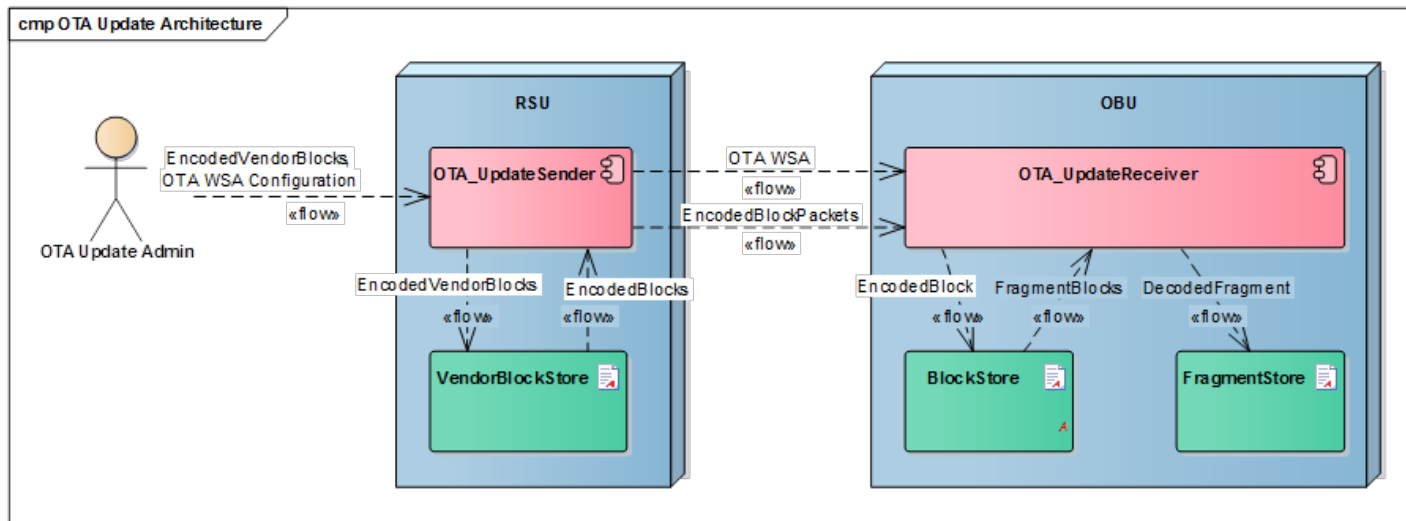 cmp OTA Update Architecture
RSU
OBU
EncodedVendorBlocks,
OTA WSA Configuration
«flow»
OTA Update Admin
OTA_UpdateSender
OTA WSA
«flow»
EncodedBlockPackets
«flow»
OTA_UpdateReceiver
EncodedVendorBlocks
«flow»
EncodedBlocks
«flow»
EncodedBlock
«flow»
FragmentBlocks
«flow»
DecodedFragment
«flow»
VendorBlockStore
A
BlockStore
A
A
FragmentStore
A